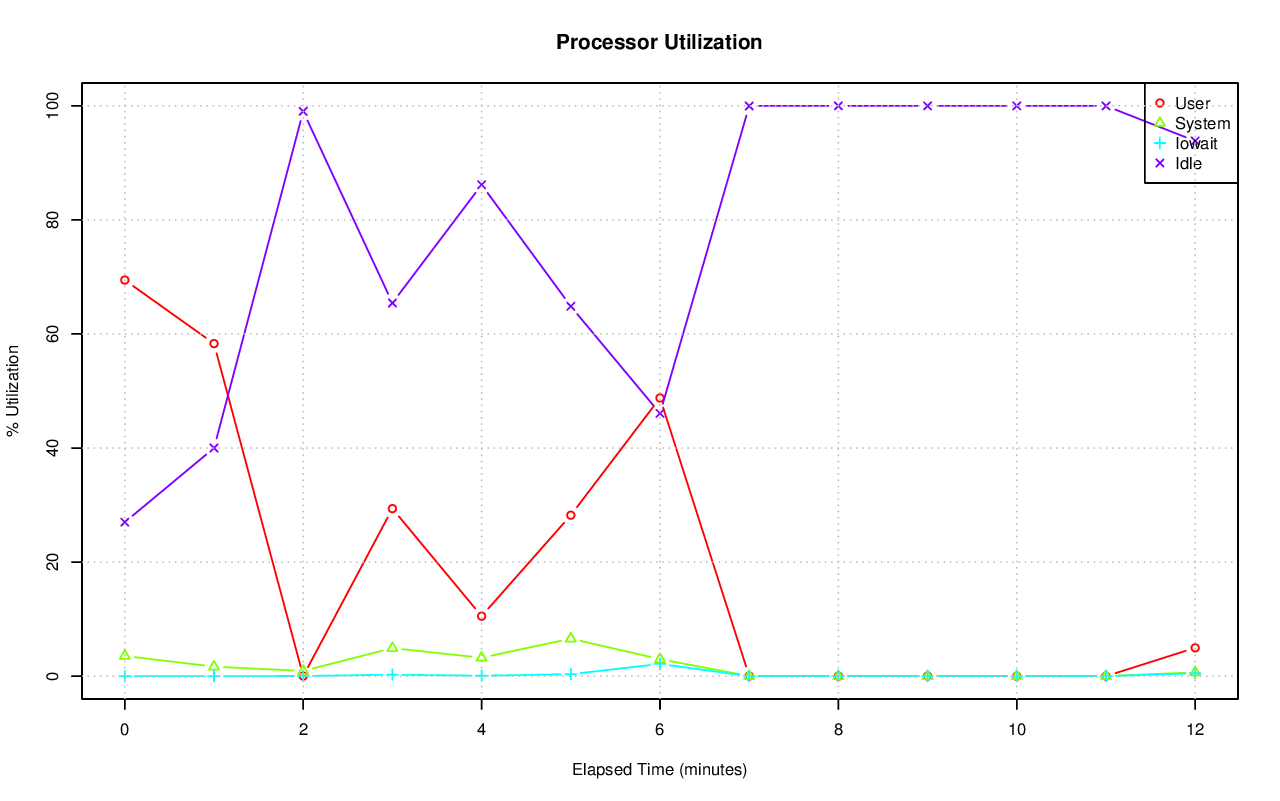 Processor Utilization
100
80
60
40
20
0
% Utilization
User
System
Iowait
Idle
0 2 4 6 8 10 12
Elapsed Time (minutes)